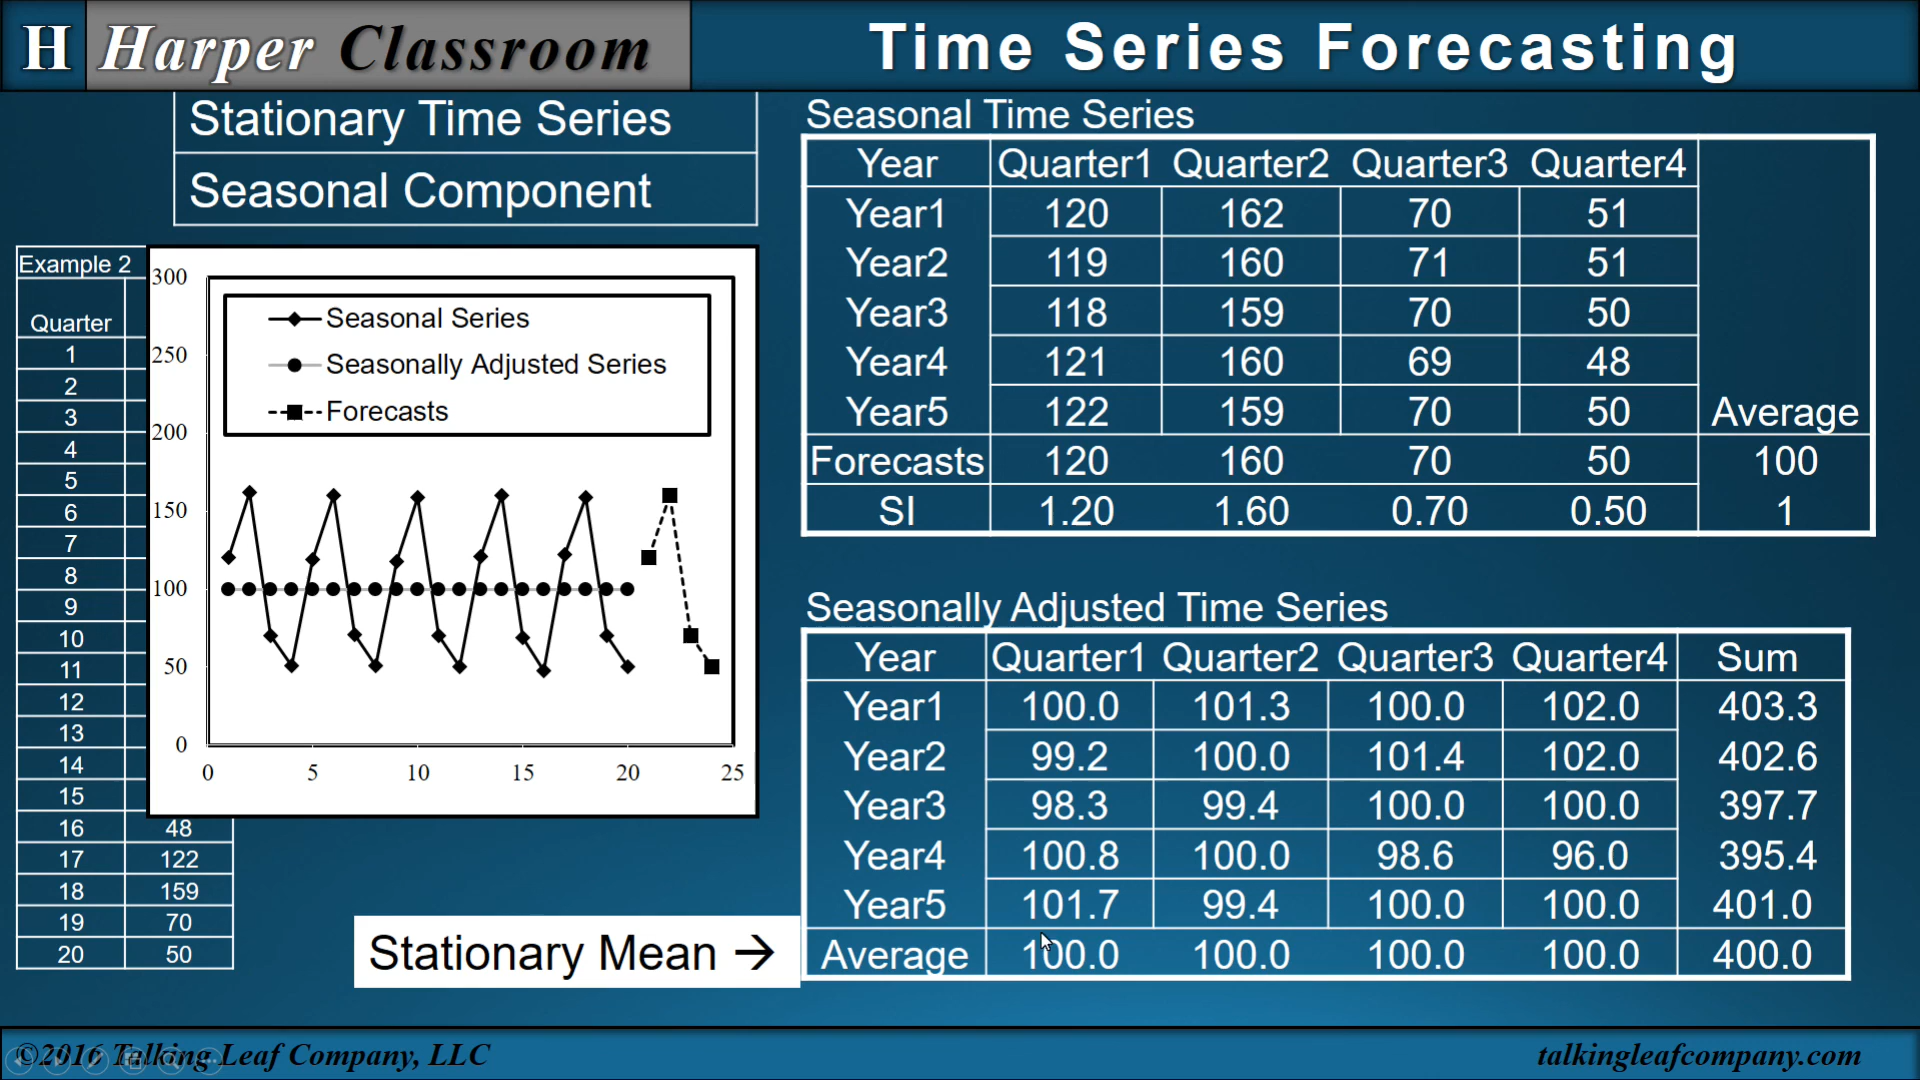 H Harper Classroom
Time Series Forecasting
Stationary Time Series
Seasonal Component
Example 2
Quarter
1
2
3
4
5
6
7
8
9
10
11
12
13
14
15
16 48
17 122
18 159
19 70
20 50
300
250
200
150
100
50
0
0 5 10 15 20 25
Seasonal Series
Seasonally Adjusted Series
Forecasts
Stationary Mean →
Seasonal Time Series
Year Quarter1 Quarter2 Quarter3 Quarter4
Year1 120 162 70 51
Year2 119 160 71 51
Year3 118 159 70 50
Year4 121 160 69 48
Year5 122 159 70 50 Average
Forecasts 120 160 70 50 100
SI 1.20 1.60 0.70 0.50 1
Seasonally Adjusted Time Series
Year Quarter1 Quarter2 Quarter3 Quarter4 Sum
Year1 100.0 101.3 100.0 102.0 403.3
Year2 99.2 100.0 101.4 102.0 402.6
Year3 98.3 99.4 100.0 100.0 397.7
Year4 100.8 100.0 98.6 96.0 395.4
Year5 101.7 99.4 100.0 100.0 401.0
Average 100.0 100.0 100.0 100.0 400.0
©2016 Talking Leaf Company, LLC
talkingleafcompany.com